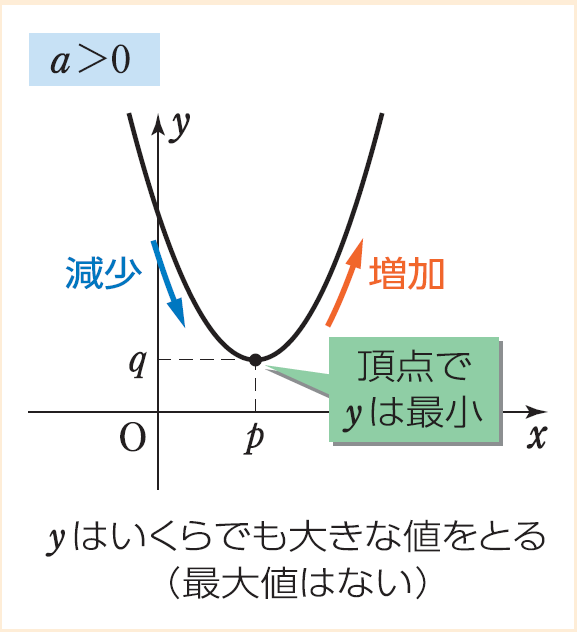 a＞0
y
減少
増加
q
頂点で
yは最小
O
p
x
yはいくらでも大きな値をとる
（最大値はない）